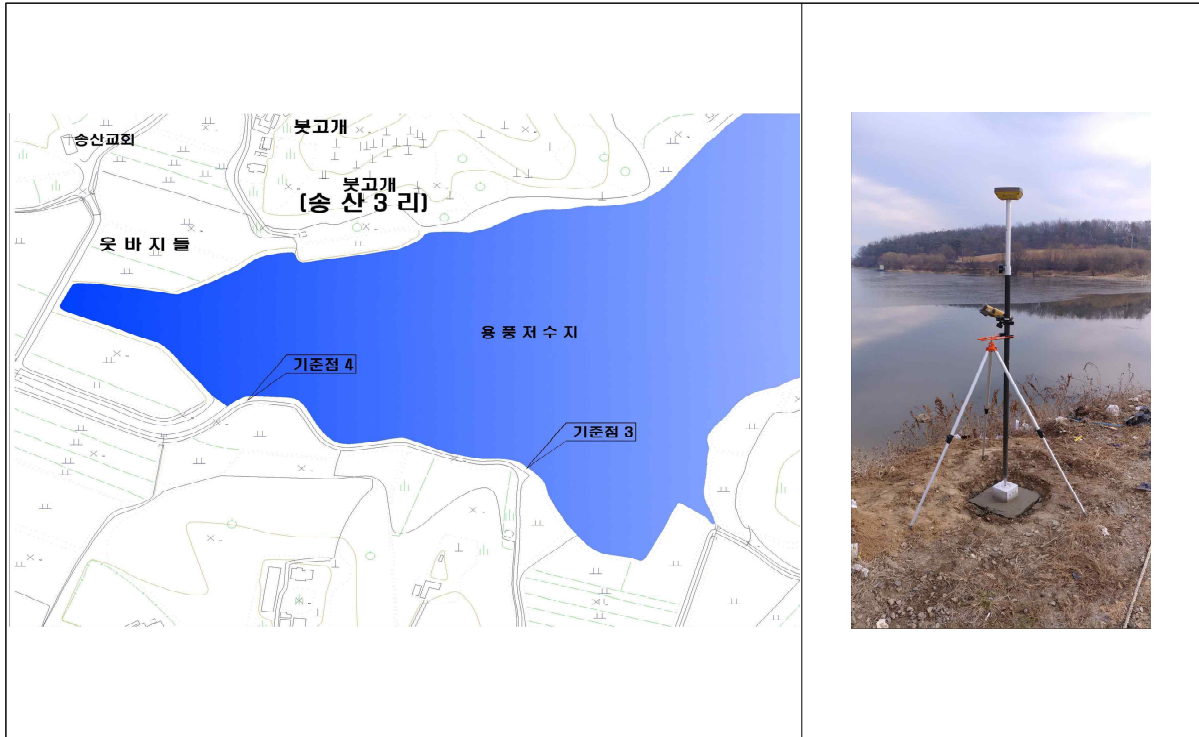 송산교회
붓고개
붓고개
(송 산 3 리)
웃 바 지 들
용 풍 저 수 지
기준점 4
기준점 3